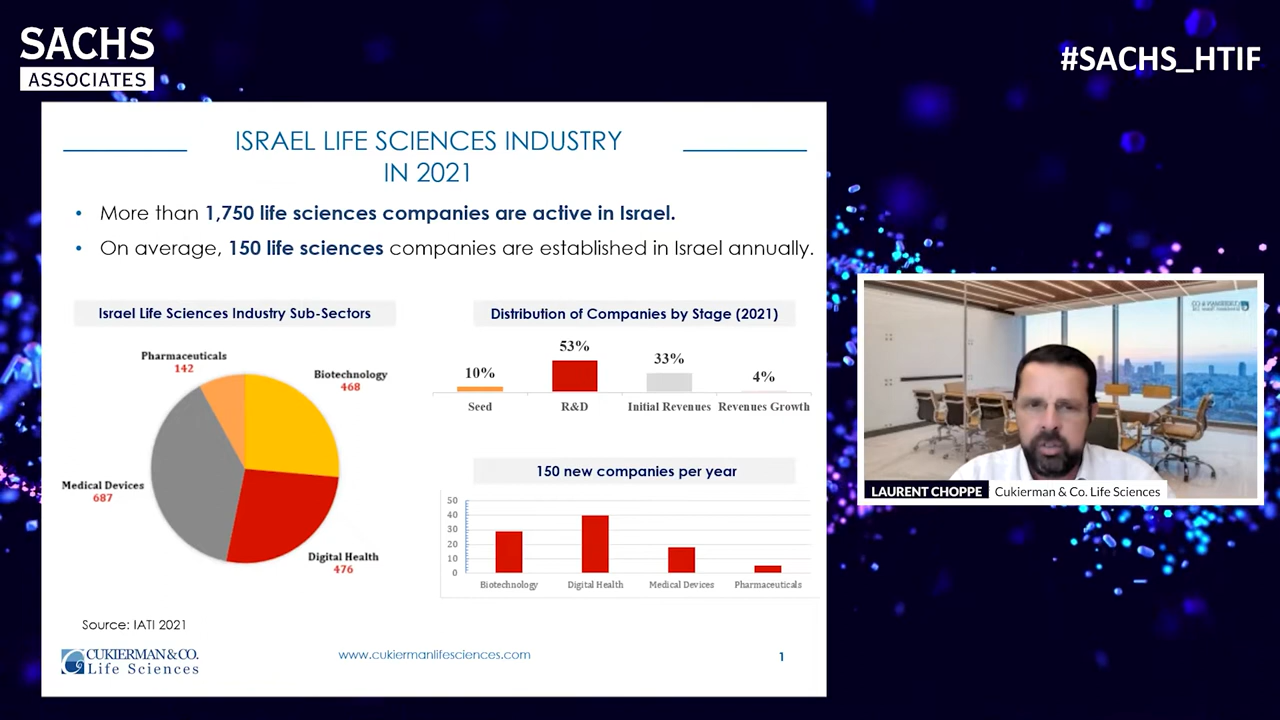 SACHS
ASSOCIATES
#SACHS_HTIF
ISRAEL LIFE SCIENCES INDUSTRY
IN 2021
• More than 1,750 life sciences companies are active in Israel.
• On average, 150 life sciences companies are established in Israel annually.
Israel Life Sciences Industry Sub-Sectors
Pharmaceuticals
142
Biotechnology
468
Medical Devices
687
Digital Health
476
Distribution of Companies by Stage (2021)
10% 53% 33% 4%
Seed R&D Initial Revenues Revenues Growth
150 new companies per year
50
40
30
20
10
0
Biotechnology Digital Health Medical Devices Pharmaceuticals
Source: IATI 2021
CUKIERMAN & CO.
Life Sciences
www.cukiermanlifesciences.com
1
LAURENT CHOPPE Cukierman & Co. Life Sciences